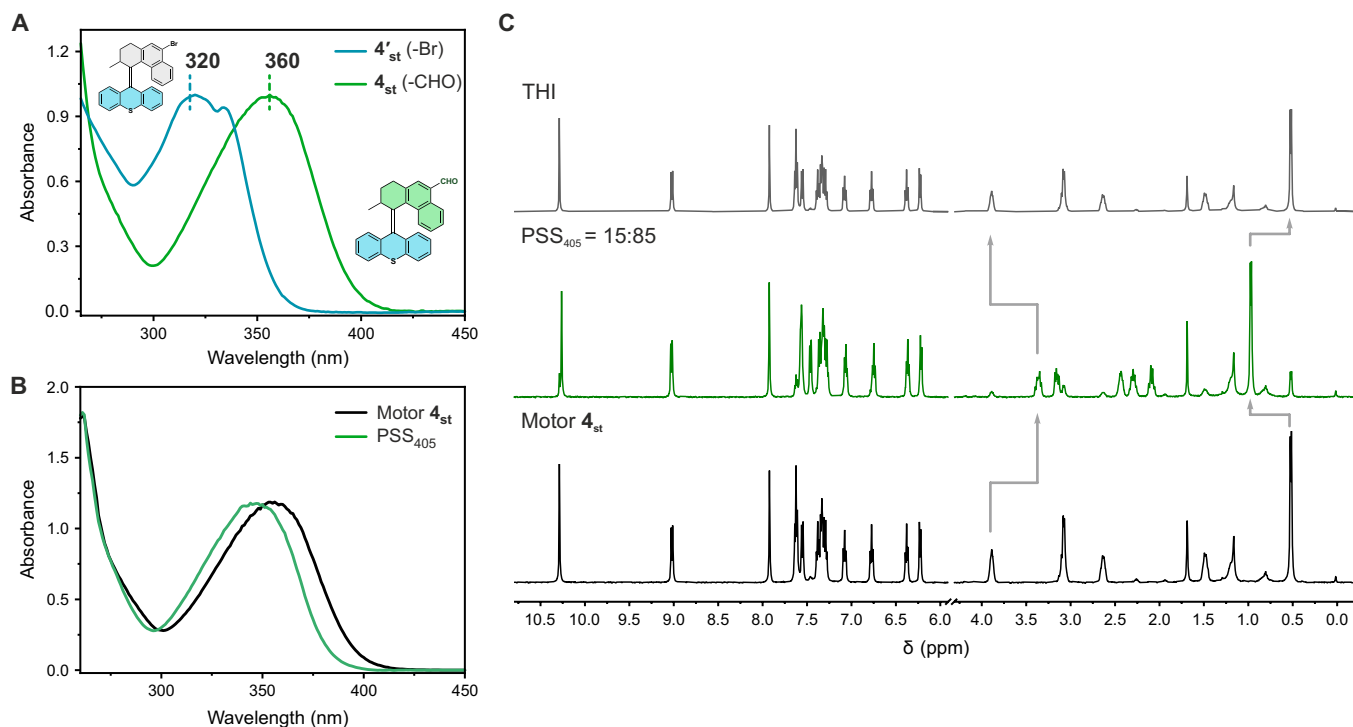 A
1.2
0.9
0.6
0.3
0.0
Absorbance
300
350
400
450
Wavelength (nm)
320
360
4′st (-Br)
4st (-CHO)
Br
S
CHO
S
B
2.0
1.5
1.0
0.5
0.0
Absorbance
300
350
400
450
Wavelength (nm)
Motor 4st
PSS405
C
THI
PSS405 = 15:85
Motor 4st
10.5 10.0 9.5 9.0 8.5 8.0 7.5 7.0 6.5 6.0 4.0 3.5 3.0 2.5 2.0 1.5 1.0 0.5 0.0
δ (ppm)